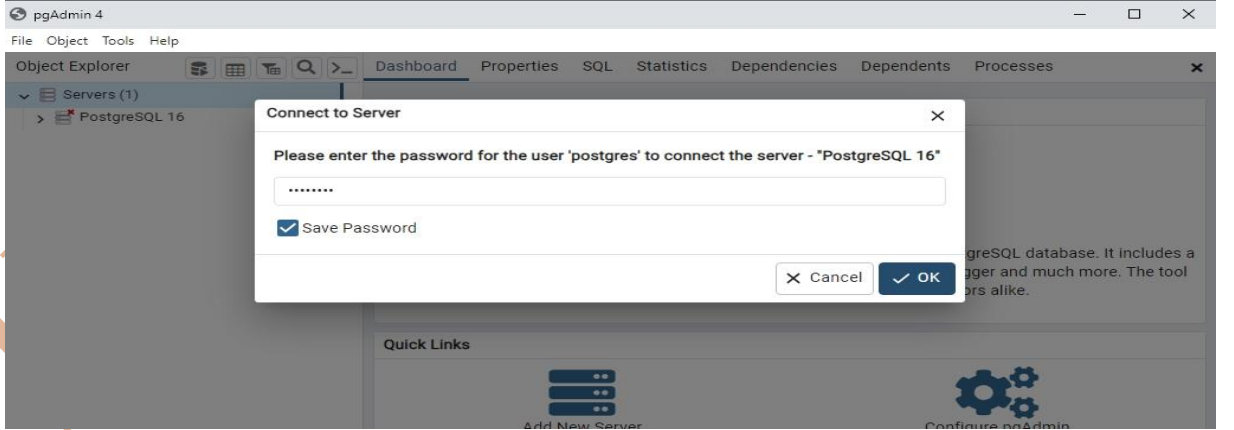 pgAdmin 4
File Object Tools Help
Object Explorer
Dashboard Properties SQL Statistics Dependencies Dependents Processes
Servers (1)
PostgreSQL 16
Connect to Server
Please enter the password for the user 'postgres' to connect the server - "PostgreSQL 16"
••••••••
Save Password
Cancel OK
greSQL database. It includes a
gger and much more. The tool
ors alike.
Quick Links
Add New Server Configure pgAdmin